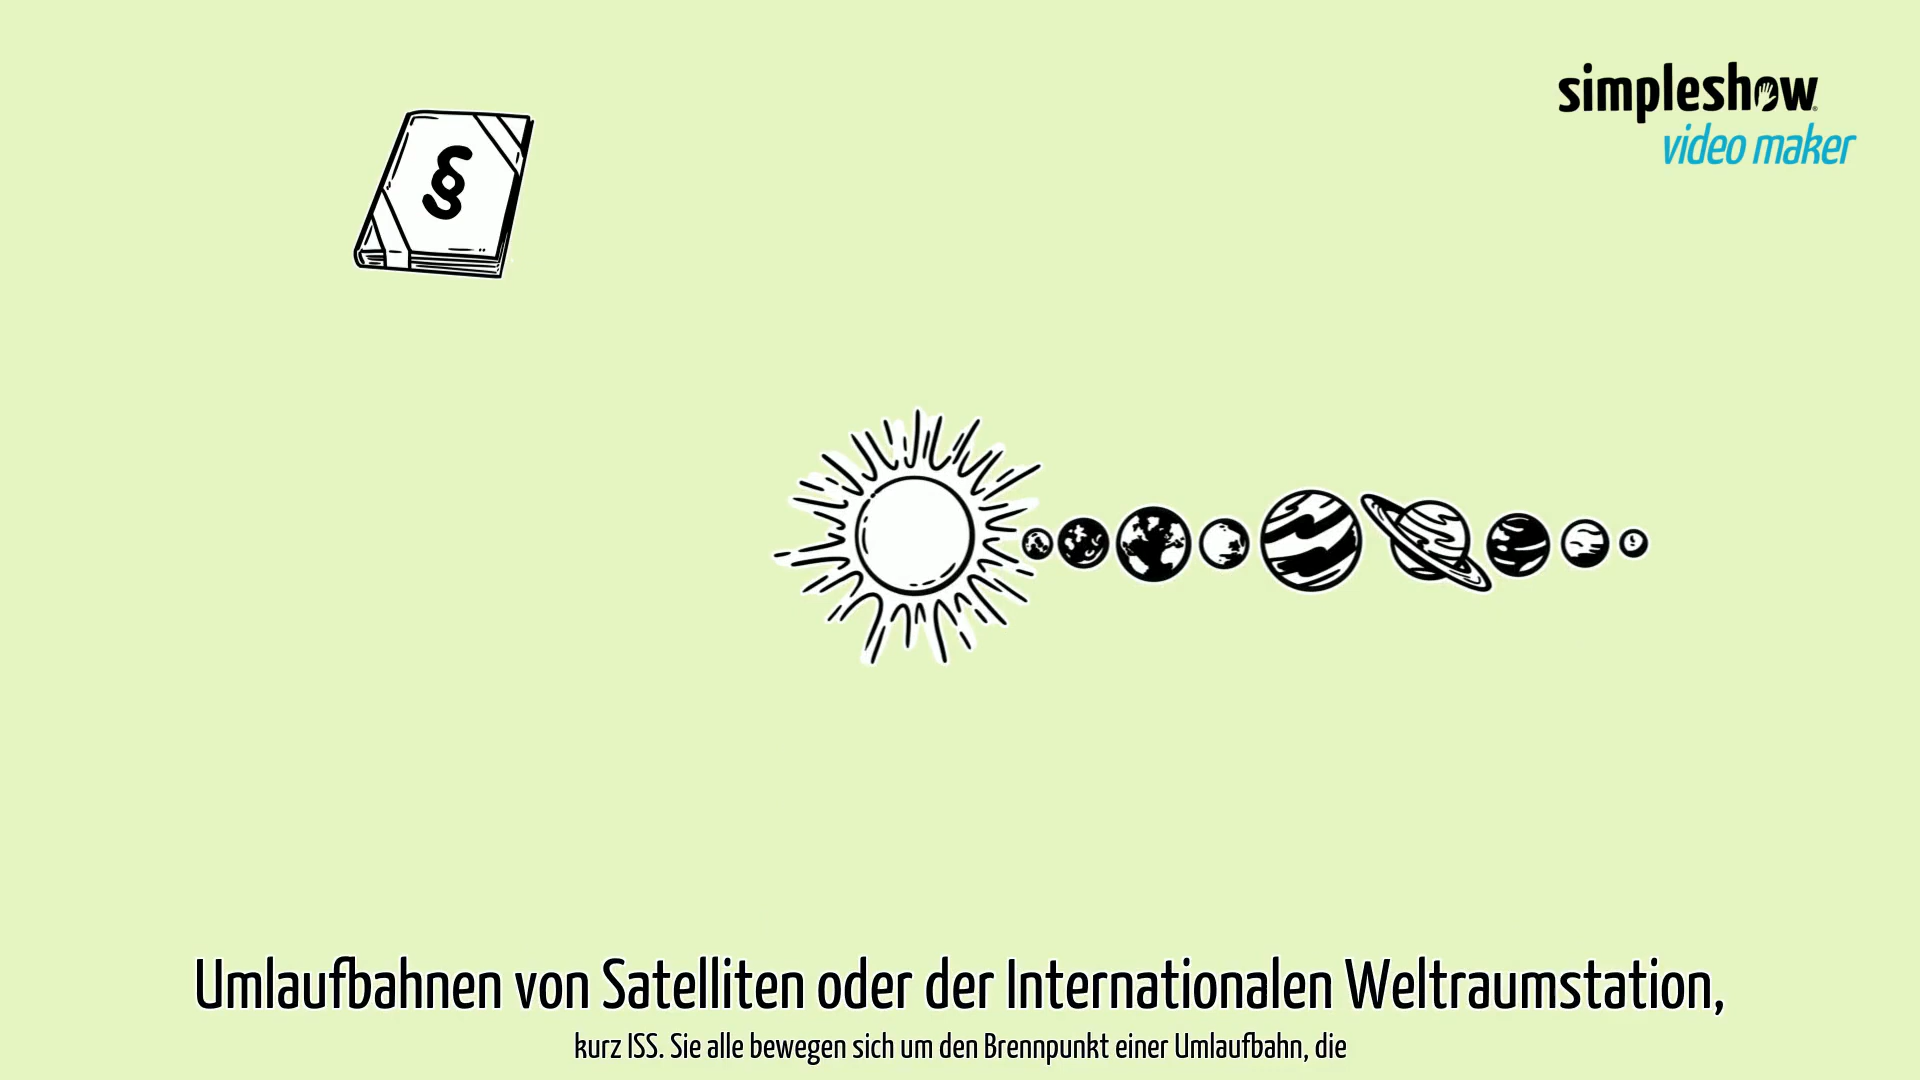 simpleshow
video maker
§
Umlaufbahnen von Satelliten oder der Internationalen Weltraumstation,
kurz ISS. Sie alle bewegen sich um den Brennpunkt einer Umlaufbahn, die